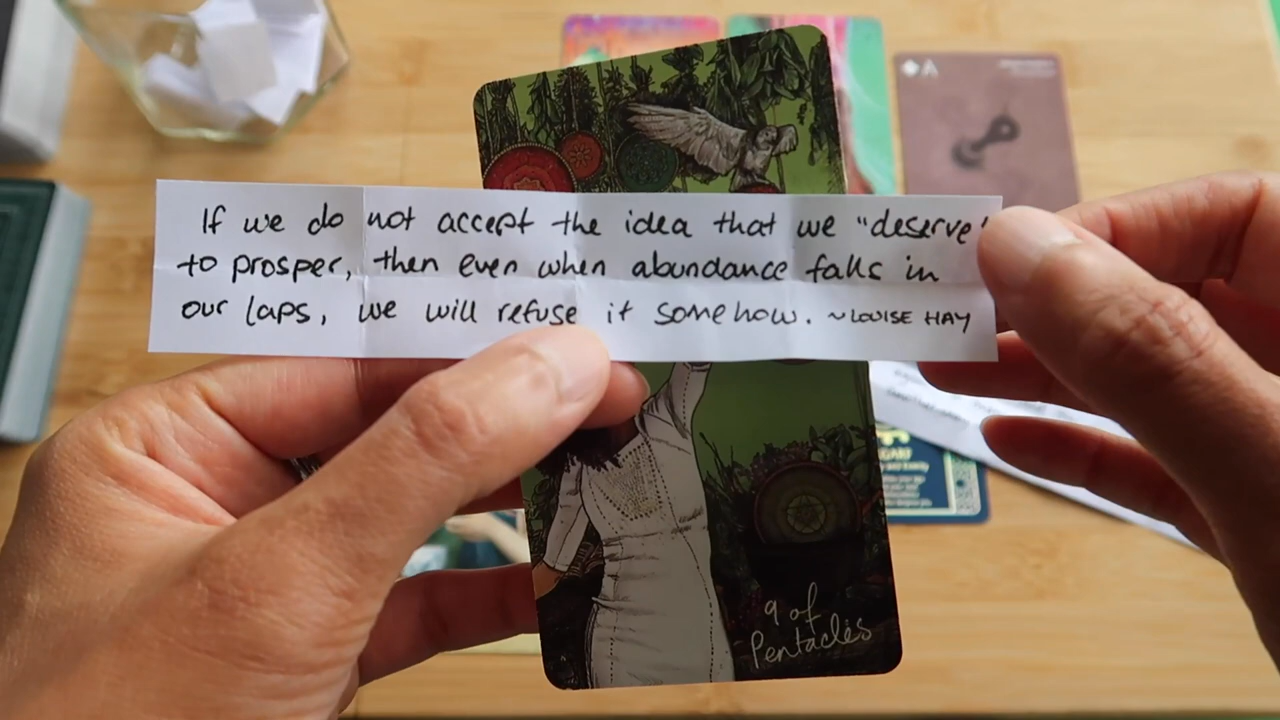 If we do not accept the idea that we "deserve"
to prosper, then even when abundance falls in
our laps, we will refuse it somehow. ~LOUISE HAY
9 of
Pentacles